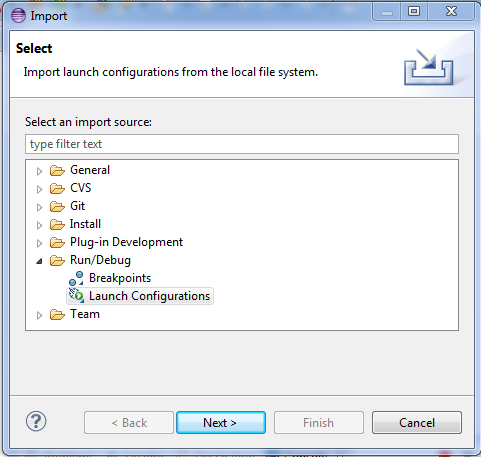 Import
Select
Import launch configurations from the local file system.
Select an import source:
type filter text
General
CVS
Git
Install
Plug-in Development
Run/Debug
Breakpoints
Launch Configurations
Team
?
< Back
Next >
Finish
Cancel